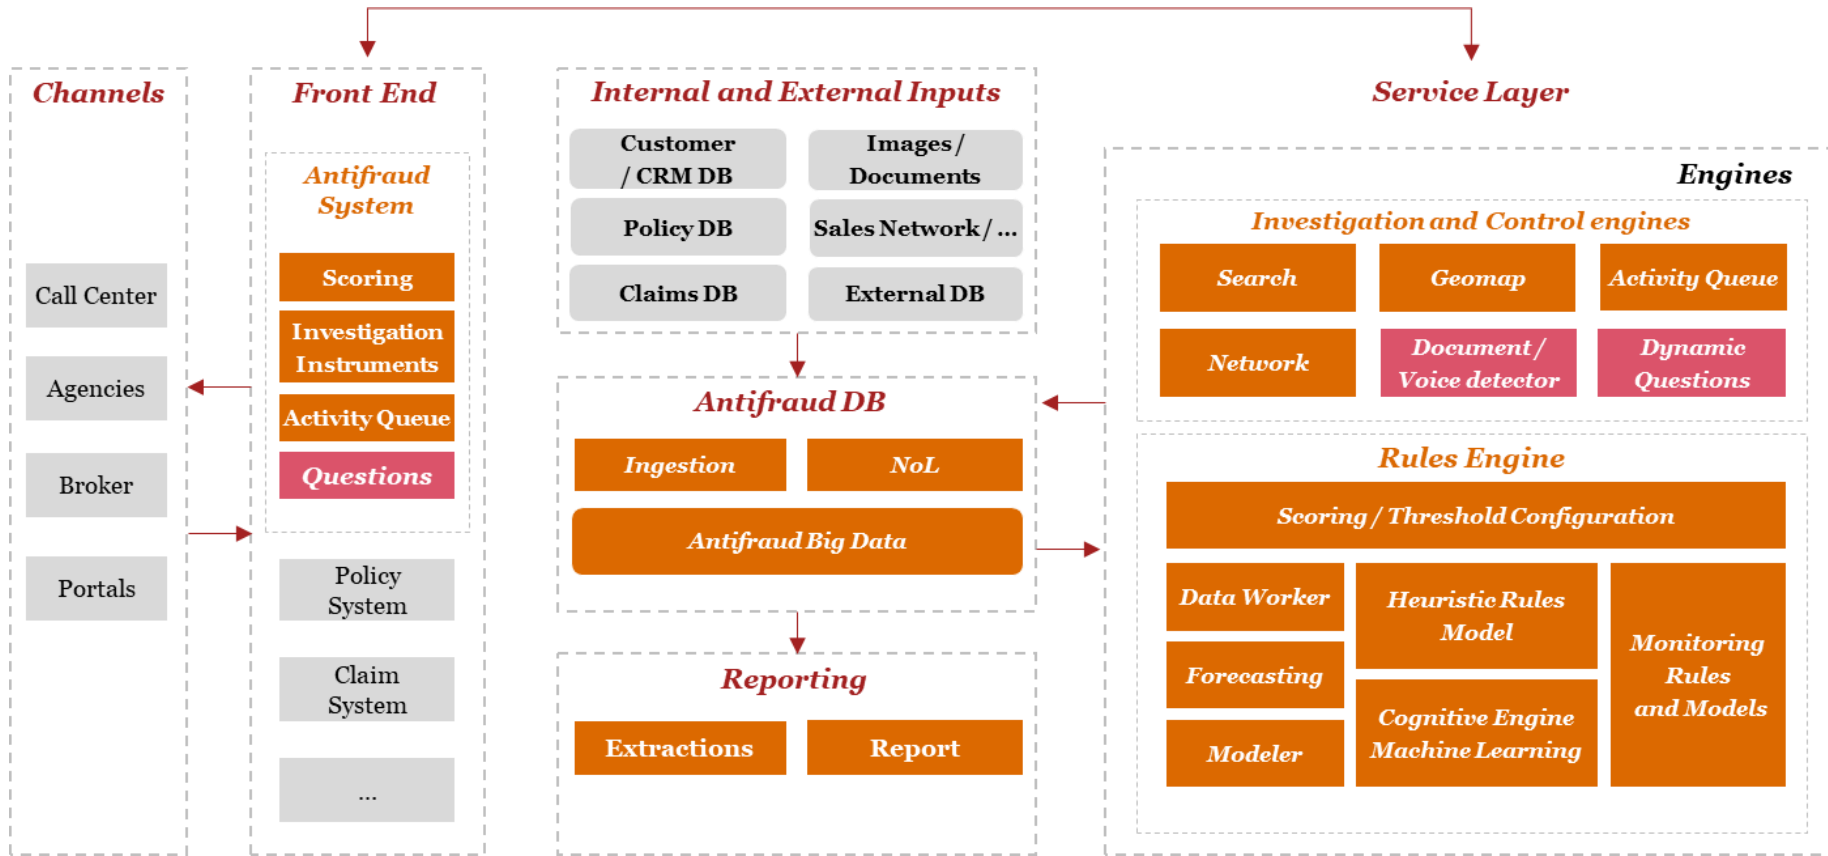 Channels
Call Center
Agencies
Broker
Portals
Front End
Antifraud
System
Scoring
Investigation
Instruments
Activity Queue
Questions
Policy
System
Claim
System
...
Internal and External Inputs
Customer
/ CRM DB
Images /
Documents
Policy DB
Sales Network / ...
Claims DB
External DB
Antifraud DB
Ingestion
NoL
Antifraud Big Data
Reporting
Extractions
Report
Service Layer
Engines
Investigation and Control engines
Search
Geomap
Activity Queue
Network
Document /
Voice detector
Dynamic
Questions
Rules Engine
Scoring / Threshold Configuration
Data Worker
Forecasting
Modeler
Heuristic Rules
Model
Cognitive Engine
Machine Learning
Monitoring
Rules
and Models